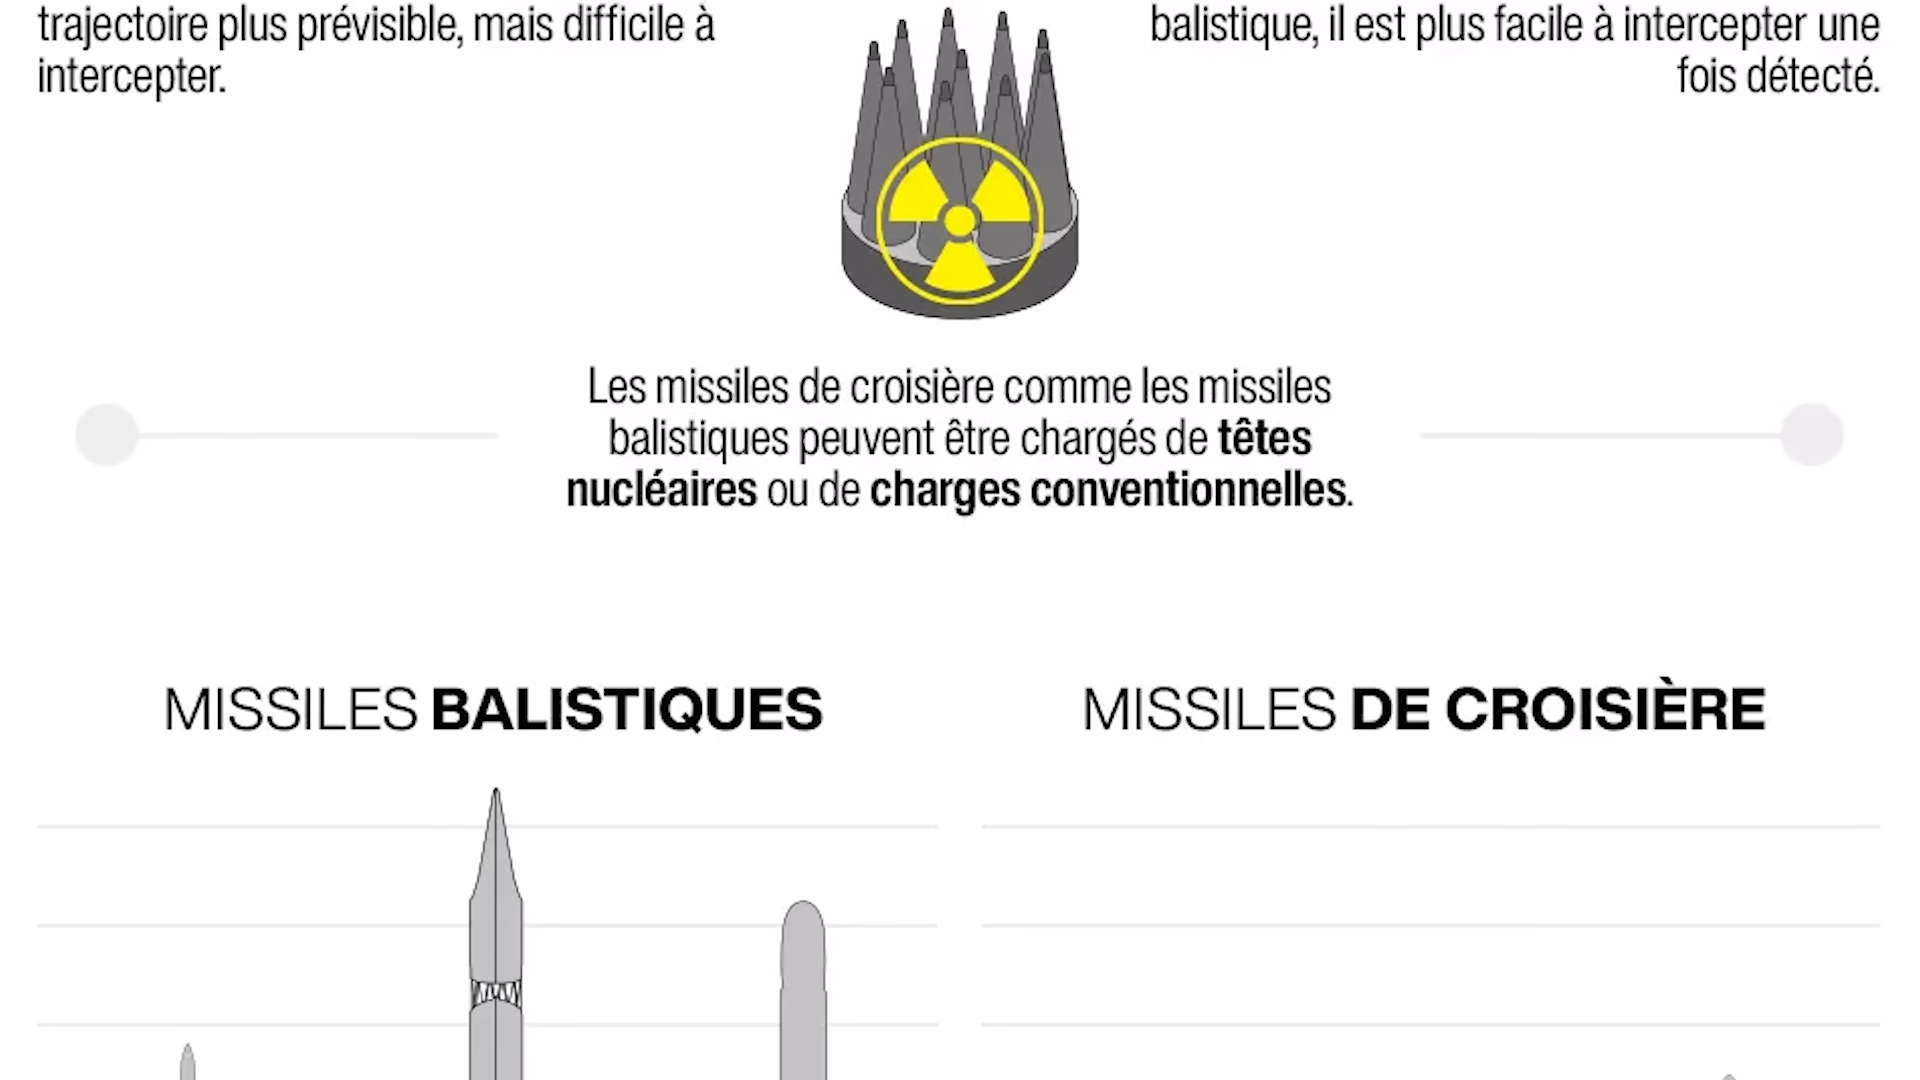 trajectoire plus prévisible, mais difficile à
intercepter.
balistique, il est plus facile à intercepter une
fois détecté.
Les missiles de croisière comme les missiles
balistiques peuvent être chargés de têtes
nucléaires ou de charges conventionnelles.
MISSILES BALISTIQUES
MISSILES DE CROISIÈRE